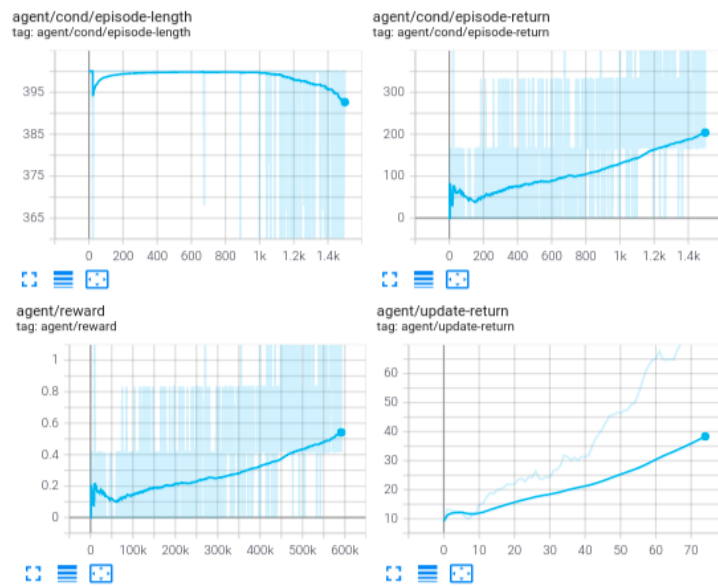 agent/cond/episode-length
tag: agent/cond/episode-length
395
385
375
365
0 200 400 600 800 1k 1.2k 1.4k
agent/cond/episode-return
tag: agent/cond/episode-return
300
200
100
0
0 200 400 600 800 1k 1.2k 1.4k
agent/reward
tag: agent/reward
1
0.8
0.6
0.4
0.2
0
0 100k 200k 300k 400k 500k 600k
agent/update-return
tag: agent/update-return
60
50
40
30
20
10
0 10 20 30 40 50 60 70